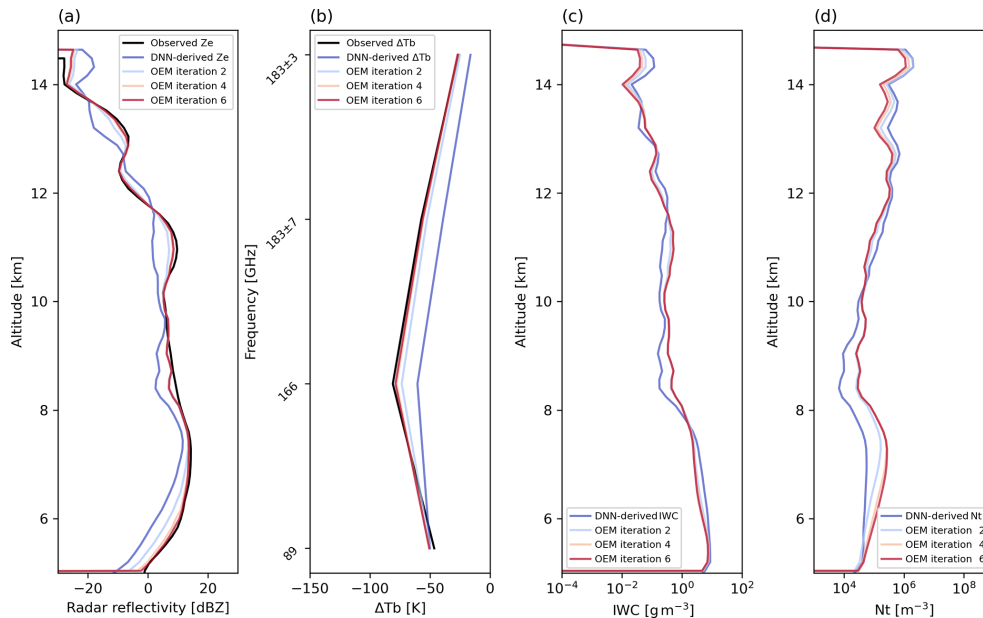 (a)
(b)
(c)
(d)
Observed Ze
DNN-derived Ze
OEM iteration 2
OEM iteration 4
OEM iteration 6
Observed ΔTb
DNN-derived ΔTb
OEM iteration 2
OEM iteration 4
OEM iteration 6
DNN-derived IWC
OEM iteration 2
OEM iteration 4
OEM iteration 6
DNN-derived Nt
OEM iteration 2
OEM iteration 4
OEM iteration 6
Altitude [km]
14
12
10
8
6
−20
0
20
Radar reflectivity [dBZ]
Frequency [GHz]
183±3
183±7
166
89
−150
−100
−50
0
ΔTb [K]
Altitude [km]
14
12
10
8
6
10⁻⁴
10⁻²
10⁰
10²
IWC [g m⁻³]
Altitude [km]
14
12
10
8
6
10⁴
10⁶
10⁸
Nt [m⁻³]